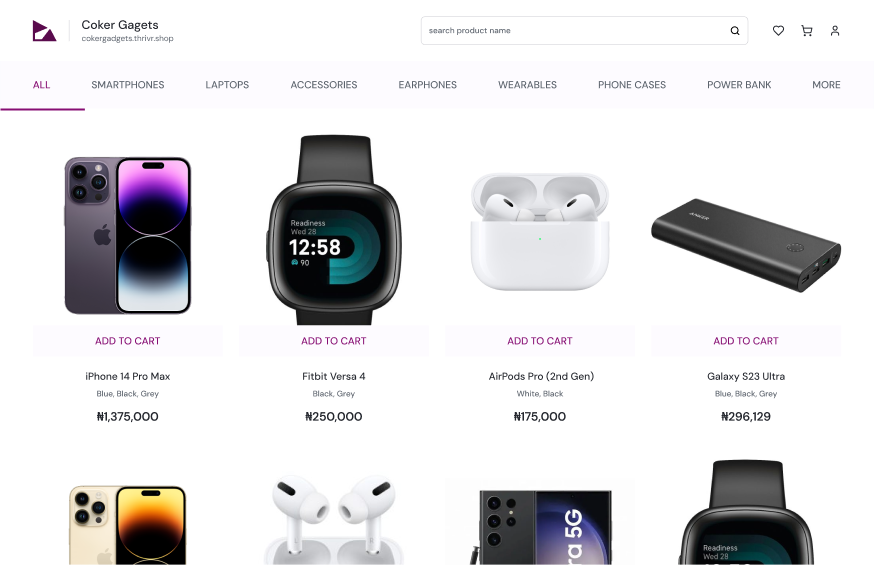 Coker Gagets
cokergadgets.thrivr.shop
search product name
ALL SMARTPHONES LAPTOPS ACCESSORIES EARPHONES WEARABLES PHONE CASES POWER BANK MORE
Readiness
Wed 28
12:58
90
ANKER
ADD TO CART ADD TO CART ADD TO CART ADD TO CART
iPhone 14 Pro Max Fitbit Versa 4 AirPods Pro (2nd Gen) Galaxy S23 Ultra
Blue, Black, Grey Black, Grey White, Black Blue, Black, Grey
₦1,375,000 ₦250,000 ₦175,000 ₦296,129
ra 5G
Readiness
Wed 28